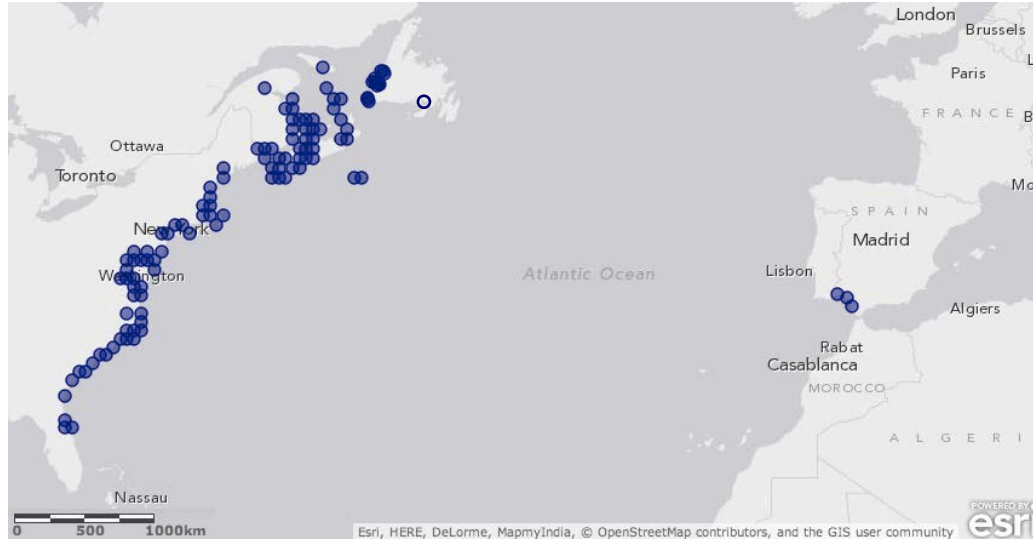 London
Brussels
Paris
FRANCE
Ottawa
Toronto
New York
SPAIN
Madrid
Washington
Atlantic Ocean
Lisbon
Algiers
Rabat
Casablanca
MOROCCO
ALGERI
Nassau
0 500 1000km
Esri, HERE, DeLorme, MapmyIndia, © OpenStreetMap contributors, and the GIS user community
POWERED BY
esri